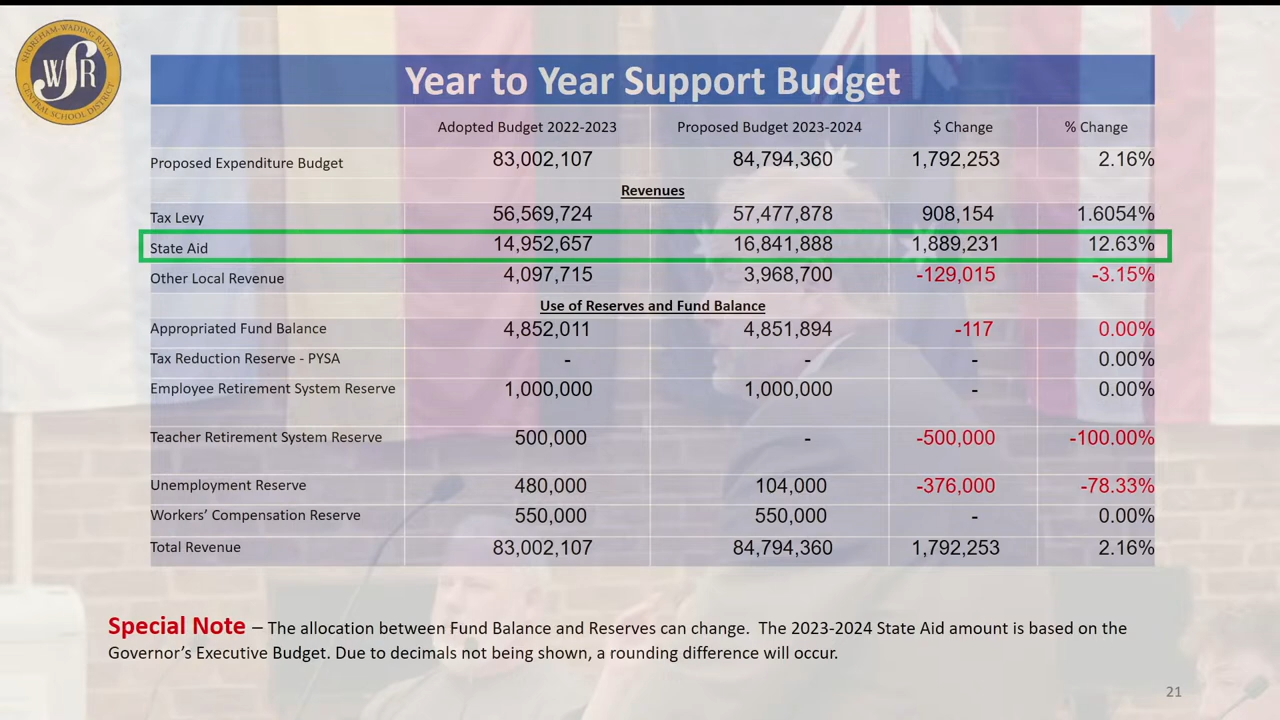 SHOREHAM-WADING RIVER
WSR
CENTRAL SCHOOL DISTRICT
Year to Year Support Budget
Adopted Budget 2022-2023 Proposed Budget 2023-2024 $ Change % Change
Proposed Expenditure Budget 83,002,107 84,794,360 1,792,253 2.16%
Revenues
Tax Levy 56,569,724 57,477,878 908,154 1.6054%
State Aid 14,952,657 16,841,888 1,889,231 12.63%
Other Local Revenue 4,097,715 3,968,700 -129,015 -3.15%
Use of Reserves and Fund Balance
Appropriated Fund Balance 4,852,011 4,851,894 -117 0.00%
Tax Reduction Reserve - PYSA - - - 0.00%
Employee Retirement System Reserve 1,000,000 1,000,000 - 0.00%
Teacher Retirement System Reserve 500,000 - -500,000 -100.00%
Unemployment Reserve 480,000 104,000 -376,000 -78.33%
Workers’ Compensation Reserve 550,000 550,000 - 0.00%
Total Revenue 83,002,107 84,794,360 1,792,253 2.16%
Special Note – The allocation between Fund Balance and Reserves can change. The 2023-2024 State Aid amount is based on the
Governor’s Executive Budget. Due to decimals not being shown, a rounding difference will occur.
21